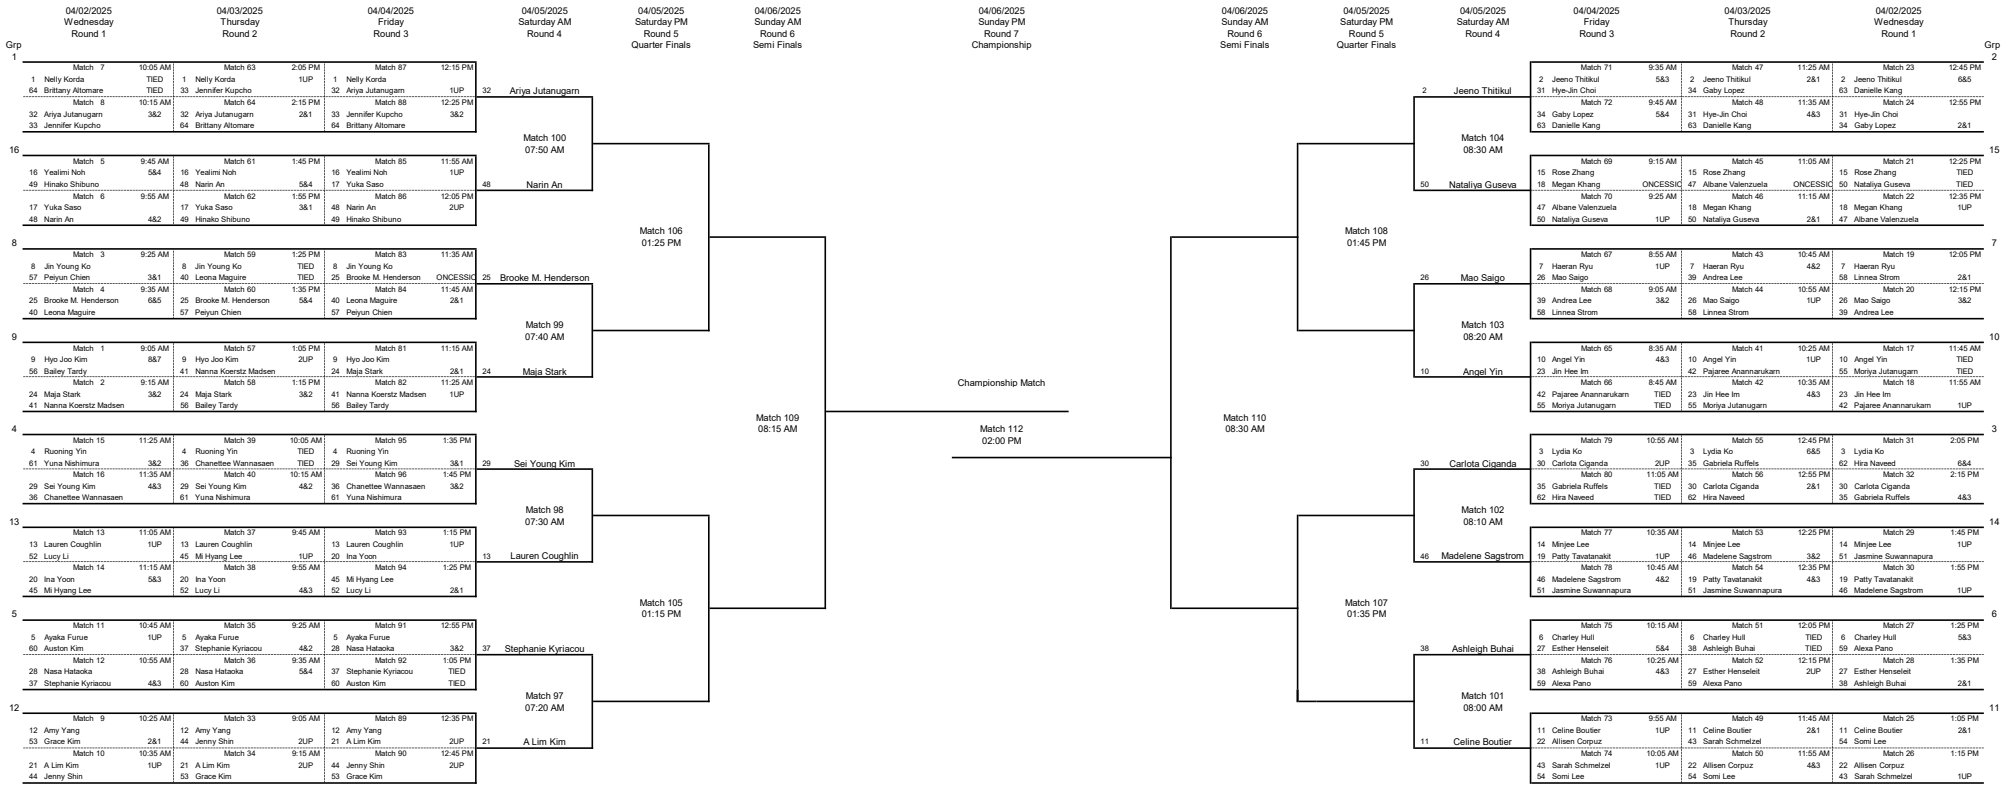 04/02/2025 04/03/2025 04/04/2025 04/05/2025 04/05/2025 04/06/2025 04/06/2025 04/06/2025 04/05/2025 04/05/2025 04/04/2025 04/03/2025 04/02/2025
Wednesday Thursday Friday Saturday AM Saturday PM Sunday AM Sunday PM Sunday AM Saturday PM Saturday AM Friday Thursday Wednesday
Round 1 Round 2 Round 3 Round 4 Round 5 Round 6 Round 7 Round 6 Round 5 Round 4 Round 3 Round 2 Round 1
Grp Quarter Finals Semi Finals Championship Semi Finals Quarter Finals Grp
1
Match 7 10:05 AM Match 63 2:05 PM Match 87 12:15 PM
1 Nelly Korda TIED 1 Nelly Korda 1UP 1 Nelly Korda
64 Brittany Altomare TIED 33 Jennifer Kupcho 32 Ariya Jutanugarn 1UP
Match 8 10:15 AM Match 64 2:15 PM Match 88 12:25 PM
32 Ariya Jutanugarn 3&2 32 Ariya Jutanugarn 2&1 33 Jennifer Kupcho 3&2
33 Jennifer Kupcho 64 Brittany Altomare 64 Brittany Altomare
16
Match 5 9:45 AM Match 61 1:45 PM Match 85 11:55 AM
16 Yealimi Noh 5&4 16 Yealimi Noh 16 Yealimi Noh 1UP
49 Hinako Shibuno 48 Narin An 5&4 17 Yuka Saso
Match 6 9:55 AM Match 62 1:55 PM Match 86 12:05 PM
17 Yuka Saso 17 Yuka Saso 3&1 48 Narin An 2UP
48 Narin An 4&2 49 Hinako Shibuno 49 Hinako Shibuno
8
Match 3 9:25 AM Match 59 1:25 PM Match 83 11:35 AM
8 Jin Young Ko 8 Jin Young Ko TIED 8 Jin Young Ko
57 Peiyun Chien 3&1 40 Leona Maguire TIED 25 Brooke M. Henderson ONCESSIC
Match 4 9:35 AM Match 60 1:35 PM Match 84 11:45 AM
25 Brooke M. Henderson 6&5 25 Brooke M. Henderson 5&4 40 Leona Maguire 2&1
40 Leona Maguire 57 Peiyun Chien 57 Peiyun Chien
9
Match 1 9:05 AM Match 57 1:05 PM Match 81 11:15 AM
9 Hyo Joo Kim 8&7 9 Hyo Joo Kim 2UP 9 Hyo Joo Kim
56 Bailey Tardy 41 Nanna Koerstz Madsen 24 Maja Stark 2&1
Match 2 9:15 AM Match 58 1:15 PM Match 82 11:25 AM
24 Maja Stark 3&2 24 Maja Stark 3&2 41 Nanna Koerstz Madsen 1UP
41 Nanna Koerstz Madsen 56 Bailey Tardy 56 Bailey Tardy
4
Match 15 11:25 AM Match 39 10:05 AM Match 95 1:35 PM
4 Ruoning Yin 4 Ruoning Yin TIED 4 Ruoning Yin
61 Yuna Nishimura 3&2 36 Chanettee Wannasaen TIED 29 Sei Young Kim 3&1
Match 16 11:35 AM Match 40 10:15 AM Match 96 1:45 PM
29 Sei Young Kim 4&3 29 Sei Young Kim 4&2 36 Chanettee Wannasaen 3&2
36 Chanettee Wannasaen 61 Yuna Nishimura 61 Yuna Nishimura
13
Match 13 11:05 AM Match 37 9:45 AM Match 93 1:15 PM
13 Lauren Coughlin 1UP 13 Lauren Coughlin 13 Lauren Coughlin 1UP
52 Lucy Li 45 Mi Hyang Lee 1UP 20 Ina Yoon
Match 14 11:15 AM Match 38 9:55 AM Match 94 1:25 PM
20 Ina Yoon 5&3 20 Ina Yoon 45 Mi Hyang Lee
45 Mi Hyang Lee 52 Lucy Li 4&3 52 Lucy Li 2&1
5
Match 11 10:45 AM Match 35 9:25 AM Match 91 12:55 PM
5 Ayaka Furue 1UP 5 Ayaka Furue 5 Ayaka Furue
60 Auston Kim 37 Stephanie Kyriacou 4&2 28 Nasa Hataoka 3&2
Match 12 10:55 AM Match 36 9:35 AM Match 92 1:05 PM
28 Nasa Hataoka 28 Nasa Hataoka 5&4 37 Stephanie Kyriacou TIED
37 Stephanie Kyriacou 4&3 60 Auston Kim 60 Auston Kim TIED
12
Match 9 10:25 AM Match 33 9:05 AM Match 89 12:35 PM
12 Amy Yang 12 Amy Yang 12 Amy Yang
53 Grace Kim 2&1 44 Jenny Shin 2UP 21 A Lim Kim 2UP
Match 10 10:35 AM Match 34 9:15 AM Match 90 12:45 PM
21 A Lim Kim 1UP 21 A Lim Kim 2UP 44 Jenny Shin 2UP
44 Jenny Shin 53 Grace Kim 53 Grace Kim
32 Ariya Jutanugarn
Match 100
07:50 AM
48 Narin An
25 Brooke M. Henderson
Match 99
07:40 AM
24 Maja Stark
29 Sei Young Kim
Match 98
07:30 AM
13 Lauren Coughlin
37 Stephanie Kyriacou
Match 97
07:20 AM
21 A Lim Kim
Match 106
01:25 PM
Match 105
01:15 PM
Match 109
08:15 AM
Championship Match
Match 112
02:00 PM
Match 110
08:30 AM
Match 108
01:45 PM
Match 107
01:35 PM
2 Jeeno Thitikul
Match 104
08:30 AM
50 Nataliya Guseva
26 Mao Saigo
Match 103
08:20 AM
10 Angel Yin
30 Carlota Ciganda
Match 102
08:10 AM
46 Madelene Sagstrom
38 Ashleigh Buhai
Match 101
08:00 AM
11 Celine Boutier
2
Match 71 9:35 AM Match 47 11:25 AM Match 23 12:45 PM
2 Jeeno Thitikul 5&3 2 Jeeno Thitikul 2&1 2 Jeeno Thitikul 6&5
31 Hye-Jin Choi 34 Gaby Lopez 63 Danielle Kang
Match 72 9:45 AM Match 48 11:35 AM Match 24 12:55 PM
34 Gaby Lopez 5&4 31 Hye-Jin Choi 4&3 31 Hye-Jin Choi
63 Danielle Kang 63 Danielle Kang 34 Gaby Lopez 2&1
15
Match 69 9:15 AM Match 45 11:05 AM Match 21 12:25 PM
15 Rose Zhang 15 Rose Zhang 15 Rose Zhang TIED
18 Megan Khang ONCESSIC 47 Albane Valenzuela ONCESSIC 50 Nataliya Guseva TIED
Match 70 9:25 AM Match 46 11:15 AM Match 22 12:35 PM
47 Albane Valenzuela 18 Megan Khang 18 Megan Khang 1UP
50 Nataliya Guseva 1UP 50 Nataliya Guseva 2&1 47 Albane Valenzuela
7
Match 67 8:55 AM Match 43 10:45 AM Match 19 12:05 PM
7 Haeran Ryu 1UP 7 Haeran Ryu 4&2 7 Haeran Ryu
26 Mao Saigo 39 Andrea Lee 58 Linnea Strom 2&1
Match 68 9:05 AM Match 44 10:55 AM Match 20 12:15 PM
39 Andrea Lee 3&2 26 Mao Saigo 1UP 26 Mao Saigo 3&2
58 Linnea Strom 58 Linnea Strom 39 Andrea Lee
10
Match 65 8:35 AM Match 41 10:25 AM Match 17 11:45 AM
10 Angel Yin 4&3 10 Angel Yin 1UP 10 Angel Yin TIED
23 Jin Hee Im 42 Pajaree Anannarukarn 55 Moriya Jutanugarn TIED
Match 66 8:45 AM Match 42 10:35 AM Match 18 11:55 AM
42 Pajaree Anannarukarn TIED 23 Jin Hee Im 4&3 23 Jin Hee Im
55 Moriya Jutanugarn TIED 55 Moriya Jutanugarn 42 Pajaree Anannarukarn 1UP
3
Match 79 10:55 AM Match 55 12:45 PM Match 31 2:05 PM
3 Lydia Ko 3 Lydia Ko 6&5 3 Lydia Ko
30 Carlota Ciganda 2UP 35 Gabriela Ruffels 62 Hira Naveed 6&4
Match 80 11:05 AM Match 56 12:55 PM Match 32 2:15 PM
35 Gabriela Ruffels TIED 30 Carlota Ciganda 2&1 30 Carlota Ciganda
62 Hira Naveed TIED 62 Hira Naveed 35 Gabriela Ruffels 4&3
14
Match 77 10:35 AM Match 53 12:25 PM Match 29 1:45 PM
14 Minjee Lee 14 Minjee Lee 14 Minjee Lee 1UP
19 Patty Tavatanakit 1UP 46 Madelene Sagstrom 3&2 51 Jasmine Suwannapura
Match 78 10:45 AM Match 54 12:35 PM Match 30 1:55 PM
46 Madelene Sagstrom 4&2 19 Patty Tavatanakit 4&3 19 Patty Tavatanakit
51 Jasmine Suwannapura 51 Jasmine Suwannapura 46 Madelene Sagstrom 1UP
6
Match 75 10:15 AM Match 51 12:05 PM Match 27 1:25 PM
6 Charley Hull 6 Charley Hull TIED 6 Charley Hull 5&3
27 Esther Henseleit 5&4 38 Ashleigh Buhai TIED 59 Alexa Pano
Match 76 10:25 AM Match 52 12:15 PM Match 28 1:35 PM
38 Ashleigh Buhai 4&3 27 Esther Henseleit 2UP 27 Esther Henseleit
59 Alexa Pano 59 Alexa Pano 38 Ashleigh Buhai 2&1
11
Match 73 9:55 AM Match 49 11:45 AM Match 25 1:05 PM
11 Celine Boutier 1UP 11 Celine Boutier 2&1 11 Celine Boutier 2&1
22 Allisen Corpuz 43 Sarah Schmelzel 54 Somi Lee
Match 74 10:05 AM Match 50 11:55 AM Match 26 1:15 PM
43 Sarah Schmelzel 1UP 22 Allisen Corpuz 4&3 22 Allisen Corpuz
54 Somi Lee 54 Somi Lee 43 Sarah Schmelzel 1UP